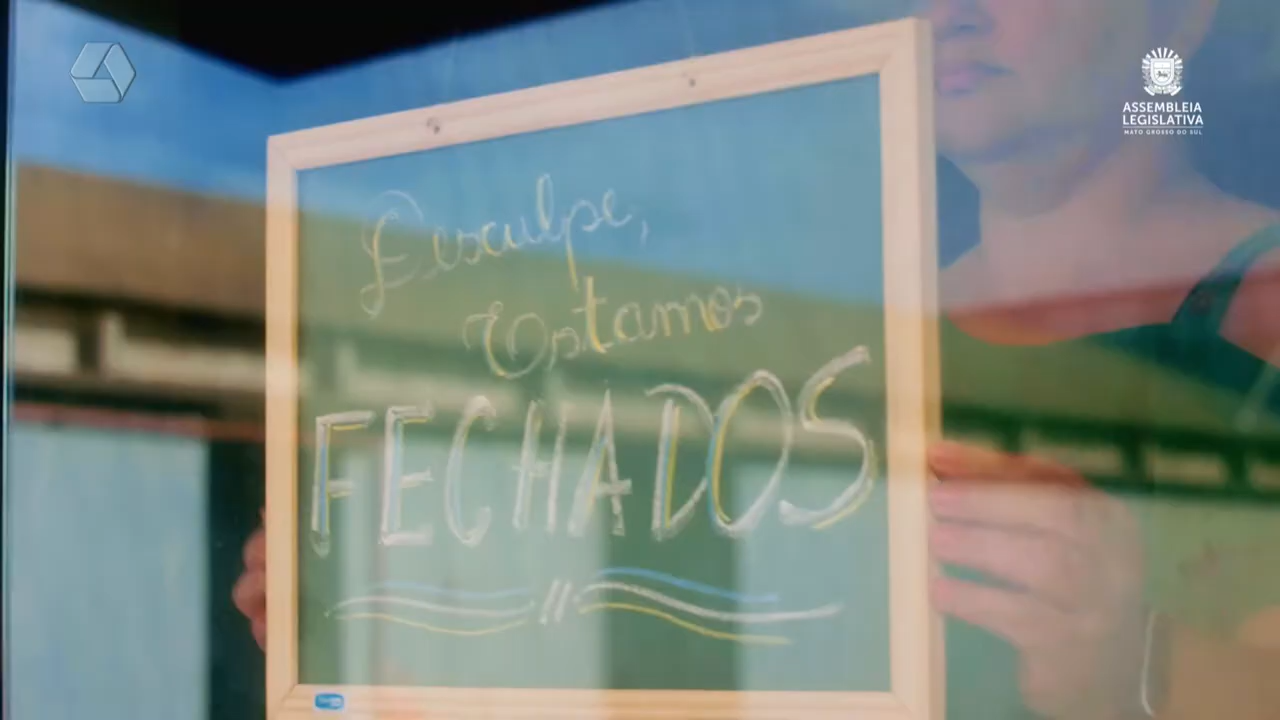 ASSEMBLEIA
LEGISLATIVA
MATO GROSSO DO SUL
Desculpe,
Estamos
FECHADOS